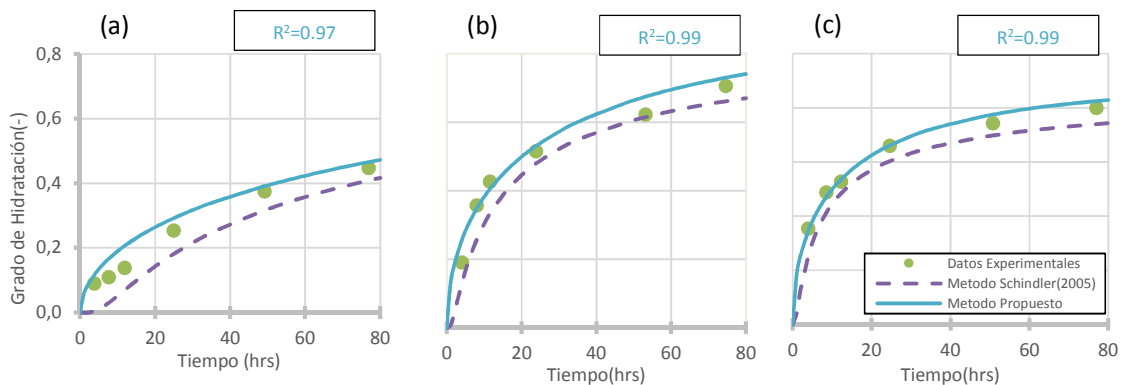 (a)
R²=0.97
(b)
R²=0.99
(c)
R²=0.99
Grado de Hidratación(-)
0,8
0,6
0,4
0,2
0,0
0 20 40 60 80
Tiempo (hrs)
0 20 40 60 80
Tiempo(hrs)
0 20 40 60 80
Tiempo(hrs)
Datos Experimentales
Metodo Schindler(2005)
Metodo Propuesto